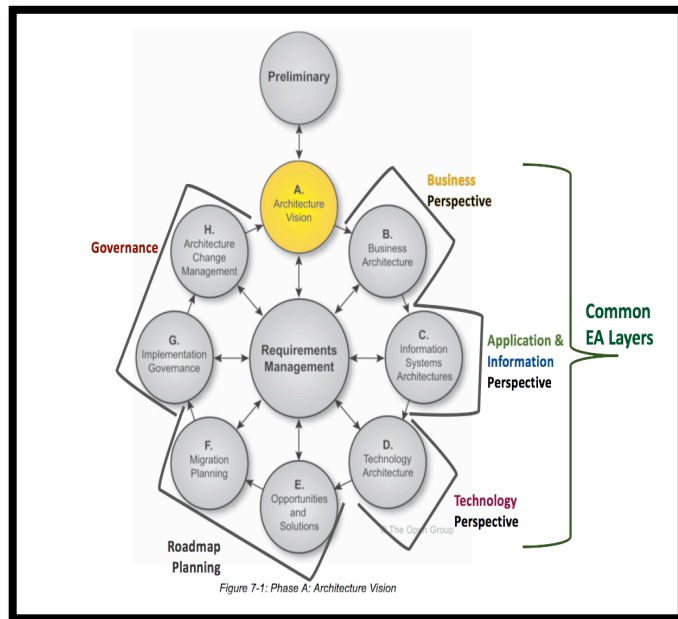 Preliminary
A.
Architecture
Vision
Business
Perspective
H.
Architecture
Change
Management
B.
Business
Architecture
Governance
G.
Implementation
Governance
Requirements
Management
C.
Information
Systems
Architectures
Application &
Information
Perspective
Common
EA Layers
F.
Migration
Planning
D.
Technology
Architecture
E.
Opportunities
and
Solutions
Technology
Perspective
© The Open Group
Roadmap
Planning
Figure 7-1: Phase A: Architecture Vision